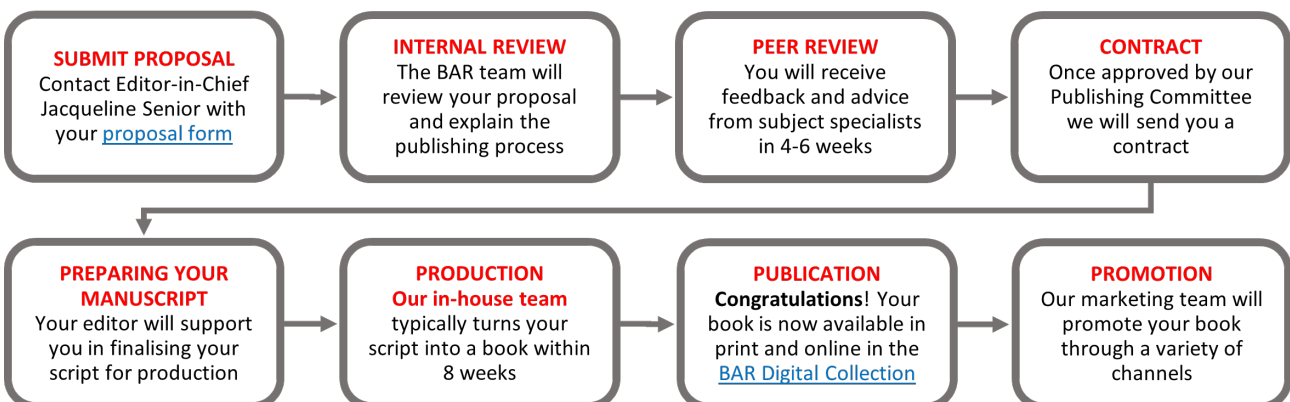 SUBMIT PROPOSAL
Contact Editor-in-Chief
Jacqueline Senior with
your proposal form
INTERNAL REVIEW
The BAR team will
review your proposal
and explain the
publishing process
PEER REVIEW
You will receive
feedback and advice
from subject specialists
in 4-6 weeks
CONTRACT
Once approved by our
Publishing Committee
we will send you a
contract
PREPARING YOUR
MANUSCRIPT
Your editor will support
you in finalising your
script for production
PRODUCTION
Our in-house team
typically turns your
script into a book within
8 weeks
PUBLICATION
Congratulations! Your
book is now available in
print and online in the
BAR Digital Collection
PROMOTION
Our marketing team will
promote your book
through a variety of
channels